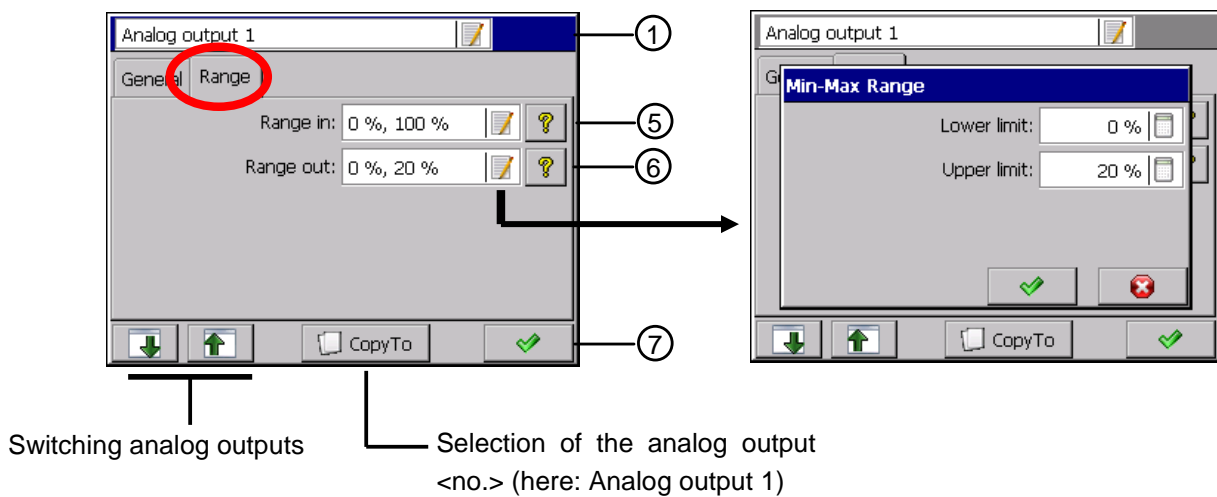 Analog output 1
1
General Range
Range in: 0 %, 100 % ?
5
Range out: 0 %, 20 % ?
6
CopyTo
7
Switching analog outputs
Selection of the analog output
<no.> (here: Analog output 1)
Analog output 1
Min-Max Range
Lower limit: 0 %
Upper limit: 20 %
CopyTo